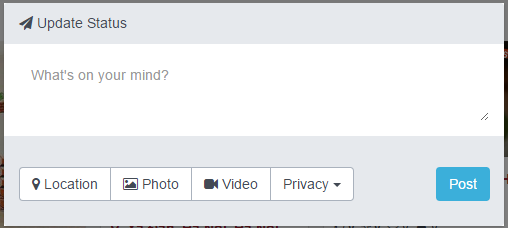 Update Status
What's on your mind?
Location Photo Video Privacy Post